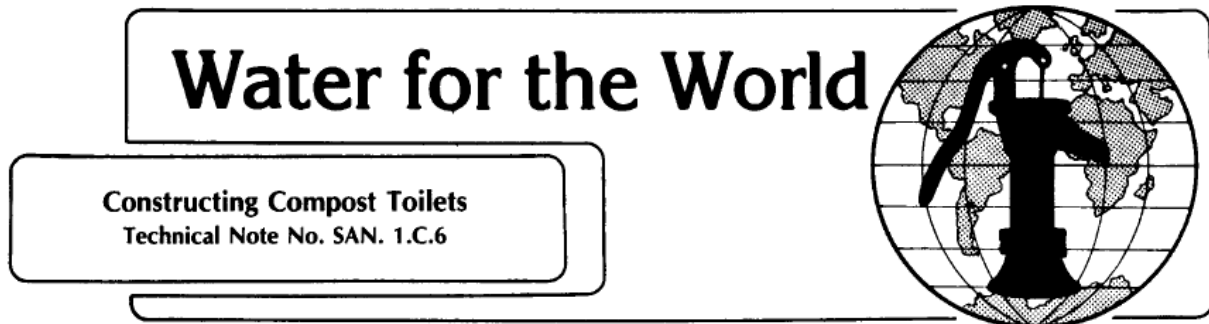 Water for the World
Constructing Compost Toilets
Technical Note No. SAN. 1.C.6